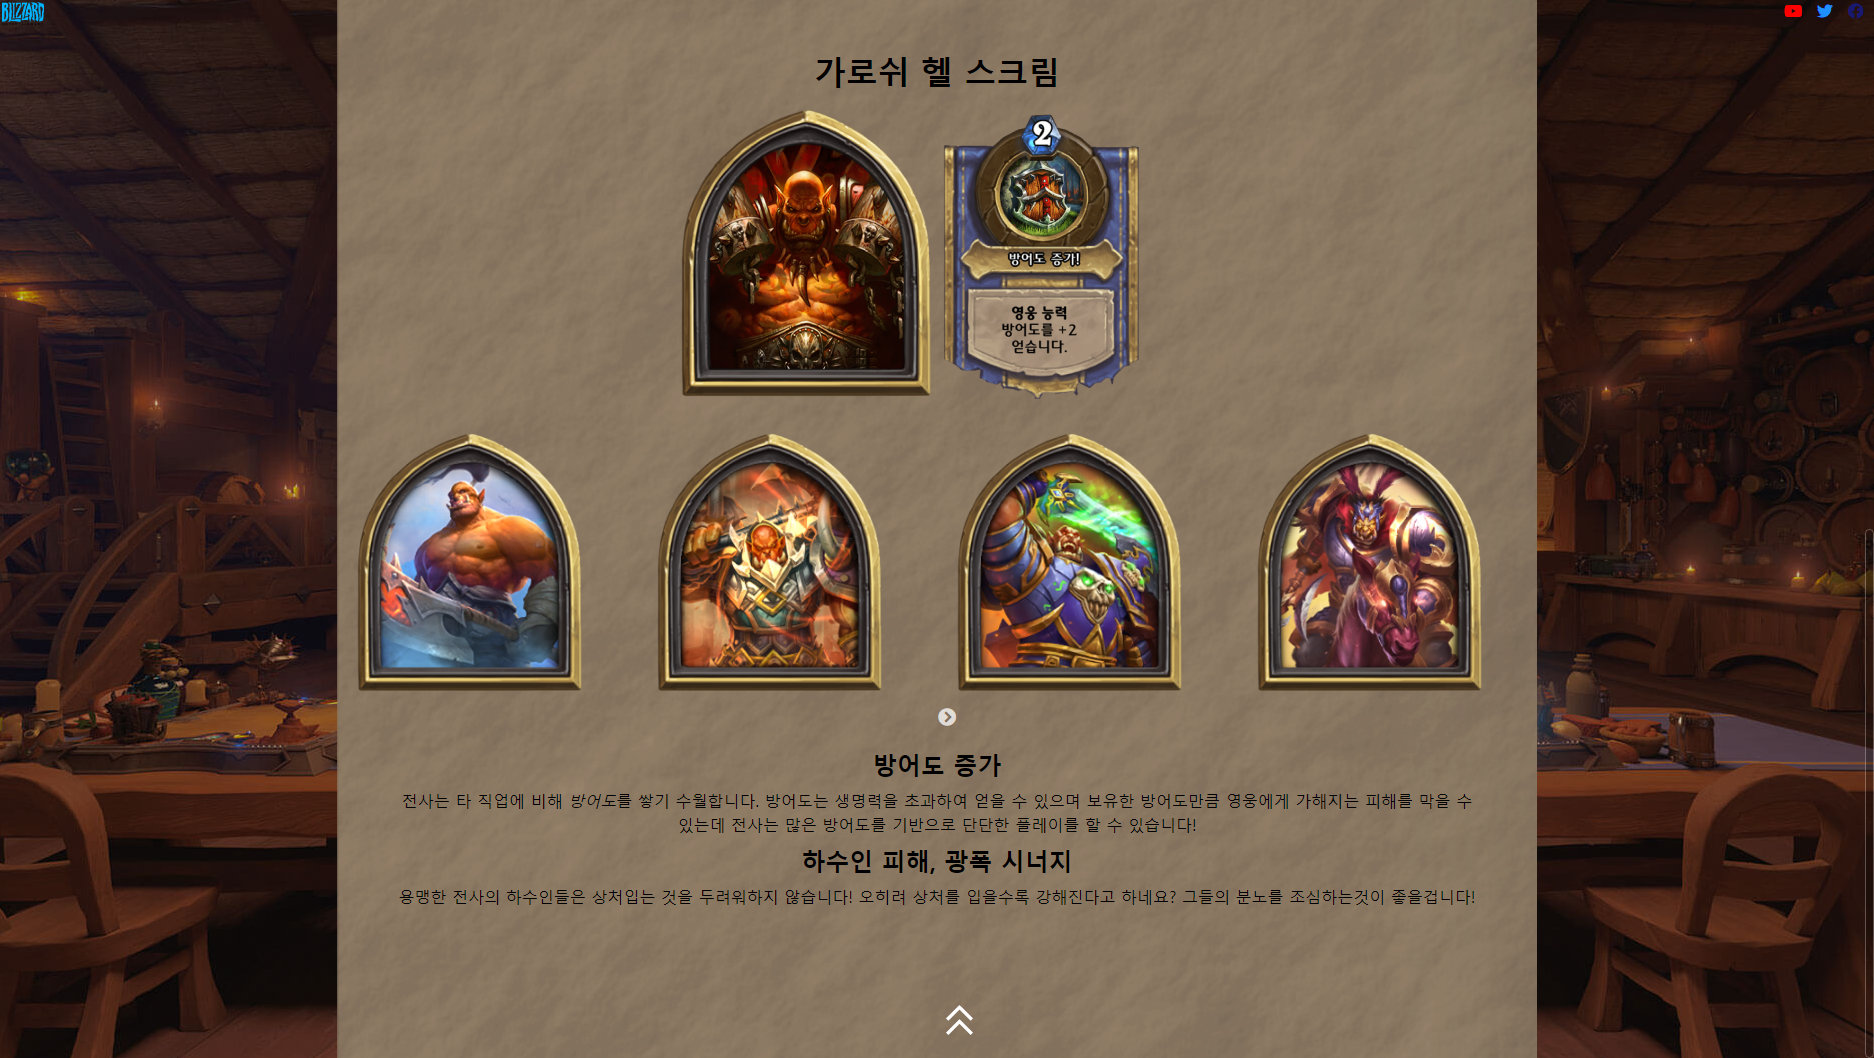 BLIZZARD
가로쉬 헬 스크림
2
방어도 증가!
영웅 능력
방어도를 +2
얻습니다.
방어도 증가
전사는 타 직업에 비해 방어도를 쌓기 수월합니다. 방어도는 생명력을 초과하여 얻을 수 있으며 보유한 방어도만큼 영웅에게 가해지는 피해를 막을 수
있는데 전사는 많은 방어도를 기반으로 단단한 플레이를 할 수 있습니다!
하수인 피해, 광폭 시너지
용맹한 전사의 하수인들은 상처입는 것을 두려워하지 않습니다! 오히려 상처를 입을수록 강해진다고 하네요? 그들의 분노를 조심하는것이 좋을겁니다!